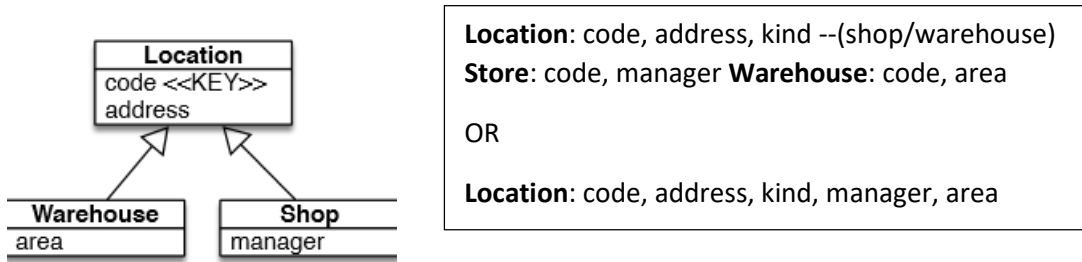 Location
code <<KEY>>
address
Warehouse
area
Shop
manager
Location: code, address, kind --(shop/warehouse)
Store: code, manager Warehouse: code, area
OR
Location: code, address, kind, manager, area